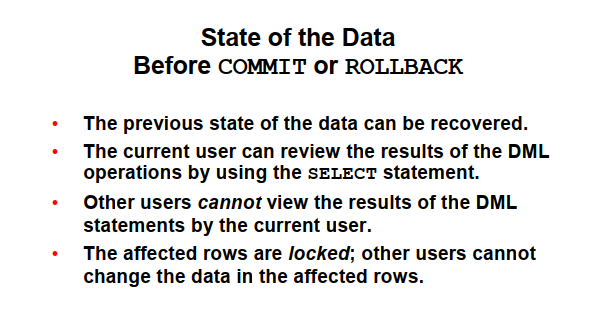 State of the Data
Before COMMIT or ROLLBACK
• The previous state of the data can be recovered.
• The current user can review the results of the DML
operations by using the SELECT statement.
• Other users cannot view the results of the DML
statements by the current user.
• The affected rows are locked; other users cannot
change the data in the affected rows.